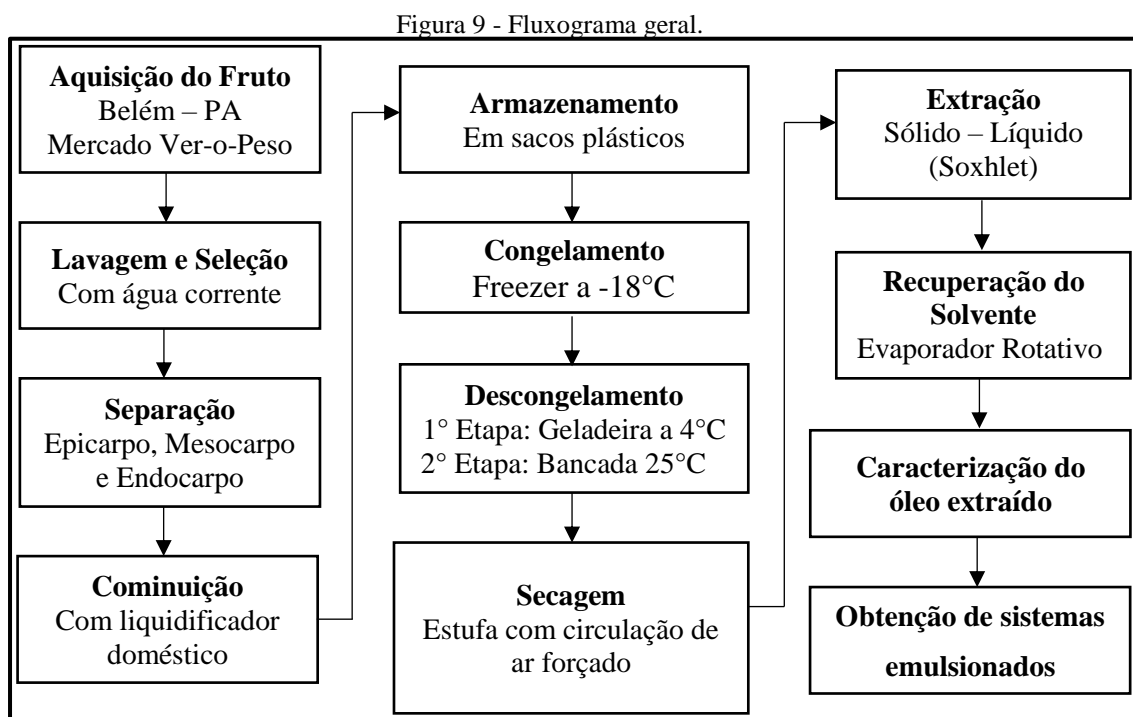 Figura 9 - Fluxograma geral.
Aquisição do Fruto
Belém – PA
Mercado Ver-o-Peso
Lavagem e Seleção
Com água corrente
Separação
Epicarpo, Mesocarpo
e Endocarpo
Cominuição
Com liquidificador
doméstico
Armazenamento
Em sacos plásticos
Congelamento
Freezer a -18°C
Descongelamento
1° Etapa: Geladeira a 4°C
2° Etapa: Bancada 25°C
Secagem
Estufa com circulação de
ar forçado
Extração
Sólido – Líquido
(Soxhlet)
Recuperação do
Solvente
Evaporador Rotativo
Caracterização do
óleo extraído
Obtenção de sistemas
emulsionados